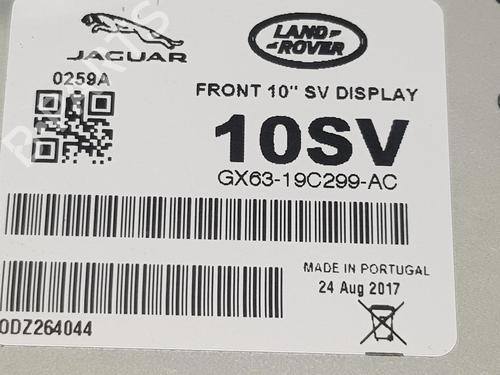 JAGUAR
LAND
ROVER
0259A
FRONT 10" SV DISPLAY
10SV
GX63-19C299-AC
MADE IN PORTUGAL
24 Aug 2017
ODZ264044